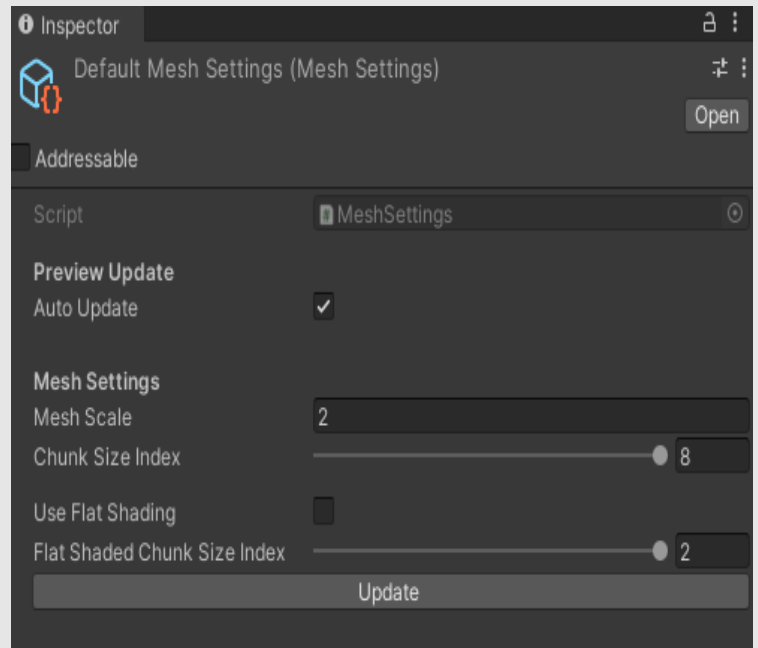 Inspector
Default Mesh Settings (Mesh Settings)
Open
Addressable
Script MeshSettings
Preview Update
Auto Update
Mesh Settings
Mesh Scale 2
Chunk Size Index 8
Use Flat Shading
Flat Shaded Chunk Size Index 2
Update